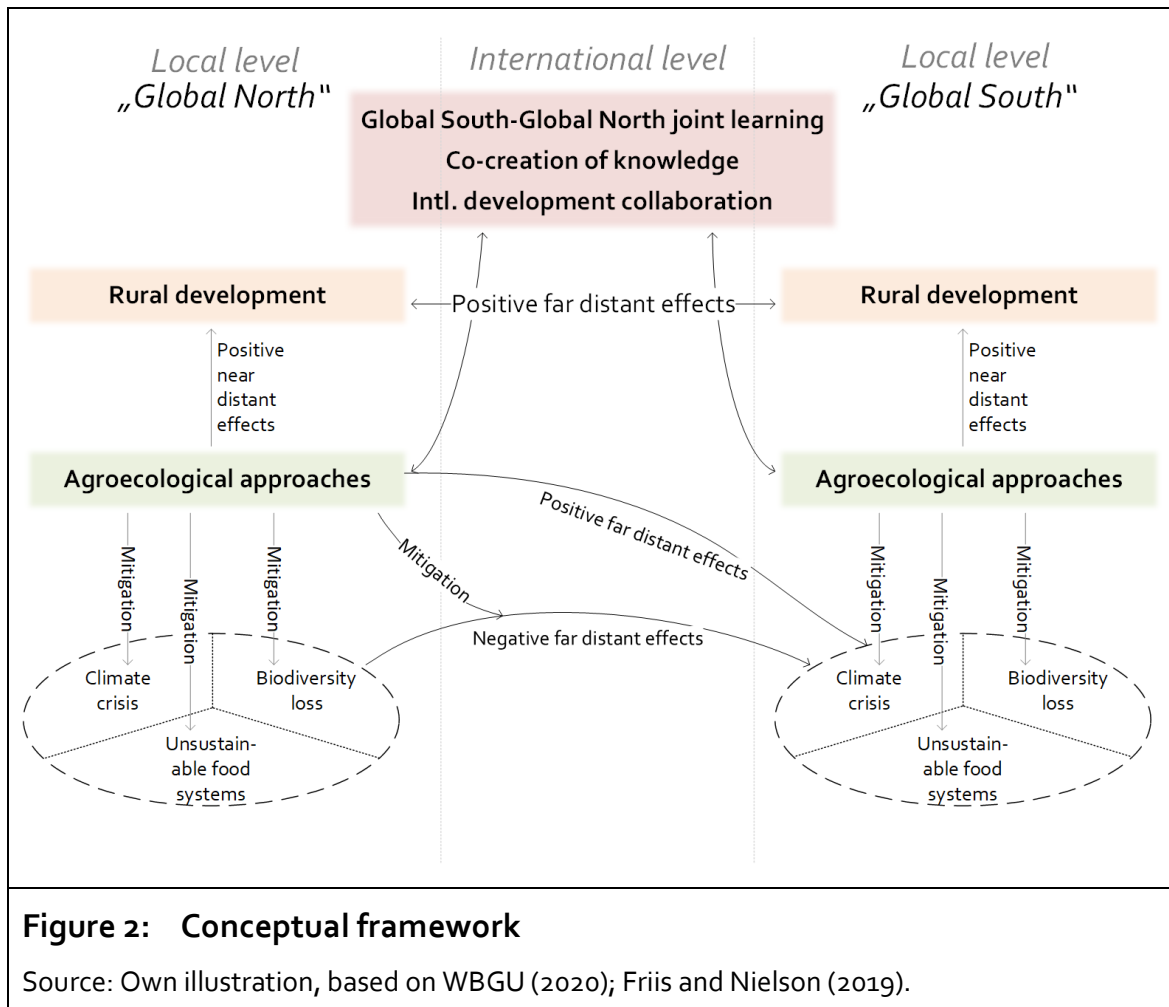 Local level
„Global North“
International level
Local level
„Global South“
Global South-Global North joint learning
Co-creation of knowledge
Intl. development collaboration
Rural development
Positive far distant effects
Rural development
Positive
near
distant
effects
Positive
near
distant
effects
Agroecological approaches
Agroecological approaches
Positive far distant effects
Mitigation
Mitigation
Mitigation
Mitigation
Negative far distant effects
Mitigation
Mitigation
Mitigation
Climate
crisis
Biodiversity
loss
Unsustain-
able food
systems
Climate
crisis
Biodiversity
loss
Unsustain-
able food
systems
Figure 2: Conceptual framework
Source: Own illustration, based on WBGU (2020); Friis and Nielson (2019).